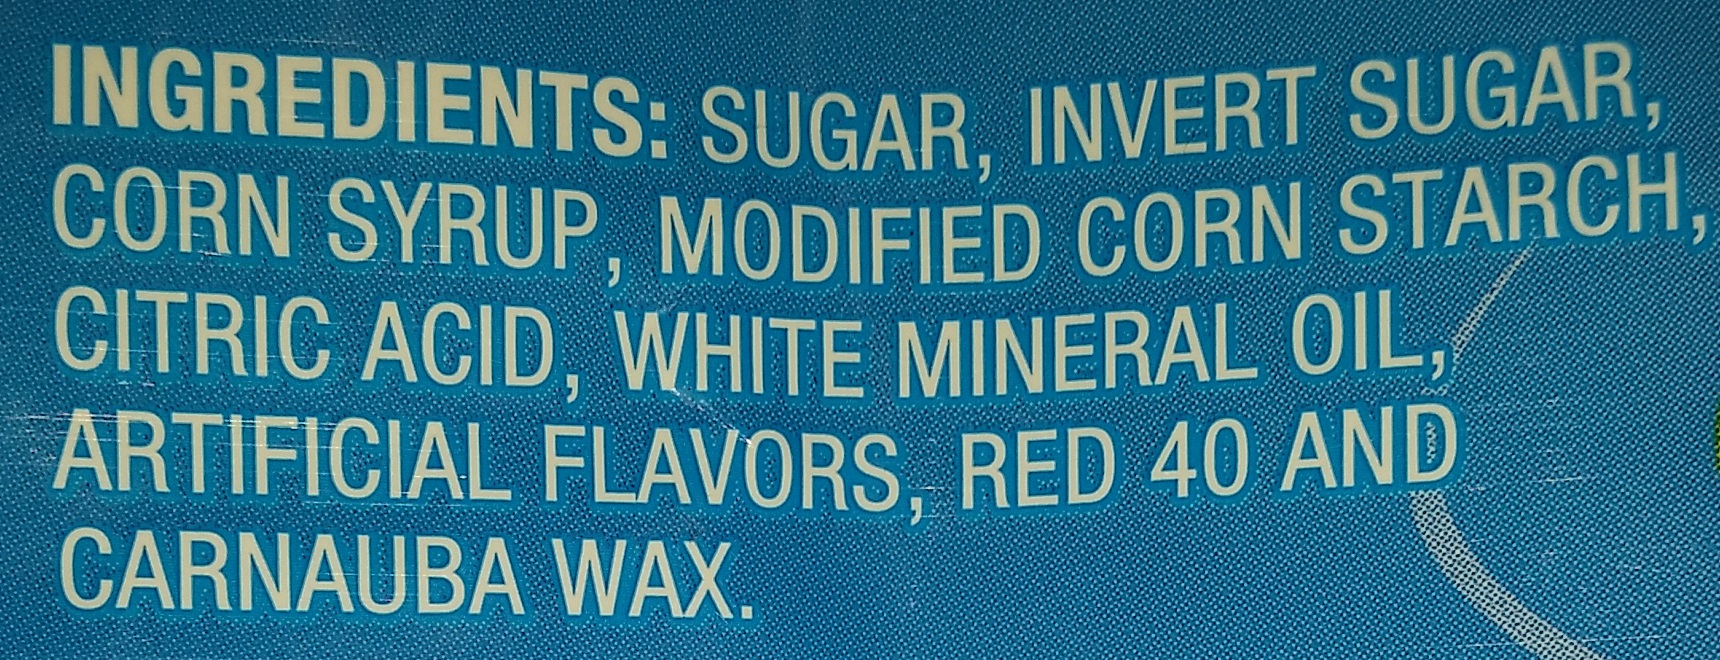 INGREDIENTS: SUGAR, INVERT SUGAR,
CORN SYRUP, MODIFIED CORN STARCH,
CITRIC ACID, WHITE MINERAL OIL,
ARTIFICIAL FLAVORS, RED 40 AND
CARNAUBA WAX.